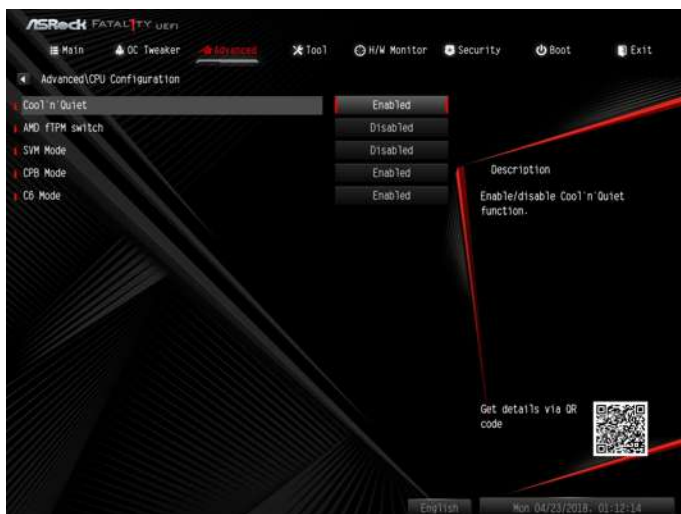 ASRock FATAL1TY UEFI
Main OC Tweaker Advanced Tool H/W Monitor Security Boot Exit
Advanced\CPU Configuration
Cool'n'Quiet Enabled
AMD fTPM switch Disabled
SVM Mode Disabled
CPB Mode Enabled
C6 Mode Enabled
Description
Enable/disable Cool'n'Quiet
function.
Get details via QR
code
English Mon 04/23/2018. 01:12:14